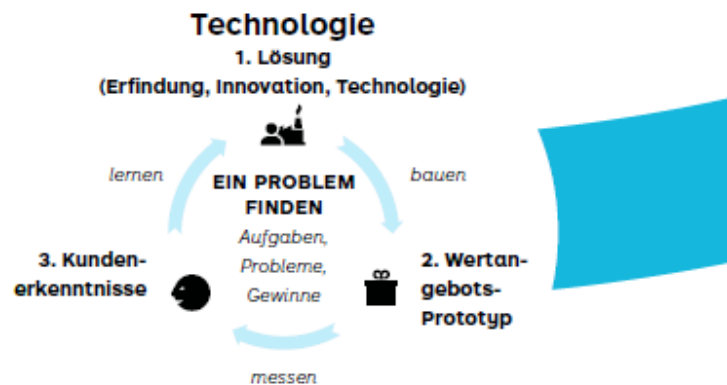 Technologie
1. Lösung
(Erfindung, Innovation, Technologie)
lernen
bauen
EIN PROBLEM
FINDEN
Aufgaben,
Probleme,
Gewinne
3. Kunden-
erkenntnisse
2. Wertan-
gebots-
Prototyp
messen